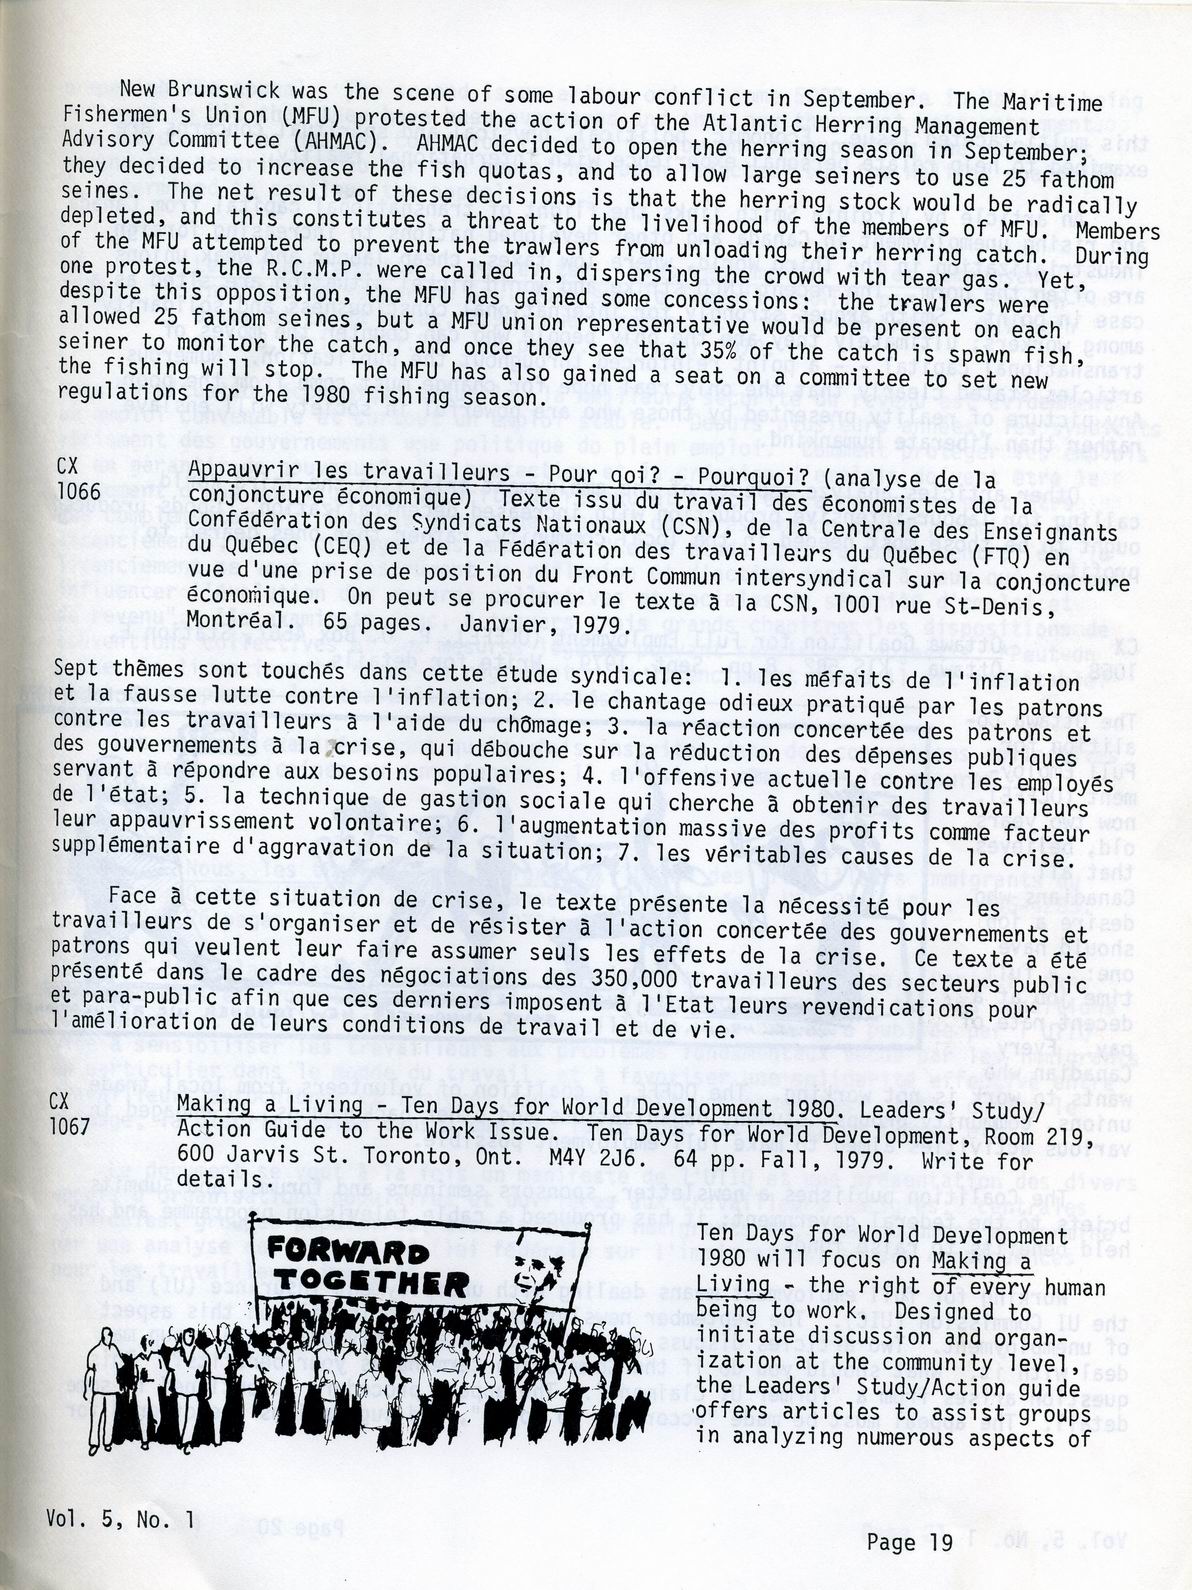 New Brunswick was the scene of some labour conflict in September. The Maritime
Fishermen's Union (MFU) protested the action of the Atlantic Herring Management
Advisory Committee (AHMAC). AHMAC decided to open the herring season in September;
they decided to increase the fish quotas, and to allow large seiners to use 25 fathom
seines. The net result of these decisions is that the herring stock would be radically
depleted, and this constitutes a threat to the livelihood of the members of MFU. Members
of the MFU attempted to prevent the trawlers from unloading their herring catch. During
one protest, the R.C.M.P. were called in, dispersing the crowd with tear gas. Yet,
despite this opposition, the MFU has gained some concessions: the trawlers were
allowed 25 fathom seines, but a MFU union representative would be present on each
seiner to monitor the catch, and once they see that 35% of the catch is spawn fish,
the fishing will stop. The MFU has also gained a seat on a committee to set new
regulations for the 1980 fishing season.
CX
1066
Appauvrir les travailleurs - Pour qoi? - Pourquoi? (analyse de la
conjoncture économique) Texte issu du travail des économistes de la
Confédération des Syndicats Nationaux (CSN), de la Centrale des Enseignants
du Québec (CEQ) et de la Fédération des travailleurs du Québec (FTQ) en
vue d'une prise de position du Front Commun intersyndical sur la conjoncture
économique. On peut se procurer le texte à la CSN, 1001 rue St-Denis,
Montréal. 65 pages. Janvier, 1979.
Sept thèmes sont touchés dans cette étude syndicale: 1. les méfaits de l'inflation
et la fausse lutte contre l'inflation; 2. le chantage odieux pratiqué par les patrons
contre les travailleurs à l'aide du chômage; 3. la réaction concertée des patrons et
des gouvernements à la crise, qui débouche sur la réduction des dépenses publiques
servant à répondre aux besoins populaires; 4. l'offensive actuelle contre les employés
de l'état; 5. la technique de gastion sociale qui cherche à obtenir des travailleurs
leur appauvrissement volontaire; 6. l'augmentation massive des profits comme facteur
supplémentaire d'aggravation de la situation; 7. les véritables causes de la crise.
Face à cette situation de crise, le texte présente la nécessité pour les
travailleurs de s'organiser et de résister à l'action concertée des gouvernements et
patrons qui veulent leur faire assumer seuls les effets de la crise. Ce texte a été
présenté dans le cadre des négociations des 350,000 travailleurs des secteurs public
et para-public afin que ces derniers imposent à l'Etat leurs revendications pour
l'amélioration de leurs conditions de travail et de vie.
CX
1067
Making a Living - Ten Days for World Development 1980. Leaders' Study/
Action Guide to the Work Issue. Ten Days for World Development, Room 219,
600 Jarvis St. Toronto, Ont. M4Y 2J6. 64 pp. Fall, 1979. Write for
details.
FORWARD
TOGETHER
Ten Days for World Development
1980 will focus on Making a
Living - the right of every human
being to work. Designed to
initiate discussion and organ-
ization at the community level,
the Leaders' Study/Action guide
offers articles to assist groups
in analyzing numerous aspects of
Vol. 5, No. 1
Page 19